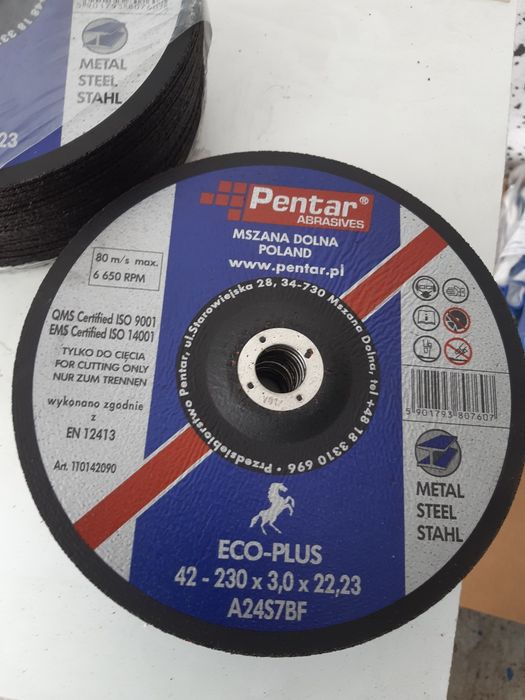 5901793807607
METAL
STEEL
STAHL
23
Pentar®
ABRASIVES
MSZANA DOLNA
POLAND
www.pentar.pl
80 m/s max.
6 650 RPM
QMS Certified ISO 9001
EMS Certified ISO 14001
TYLKO DO CIĘCIA
FOR CUTTING ONLY
NUR ZUM TRENNEN
wykonano zgodnie
z
EN 12413
Art. 110142090
Przedsiębiorstwo Pentar, ul.Starowiejska 28, 34-730 Mszana Dolna, tel +48 18 3310 696 •
5 901793 807607
METAL
STEEL
STAHL
ECO-PLUS
42 - 230 x 3,0 x 22,23
A24S7BF